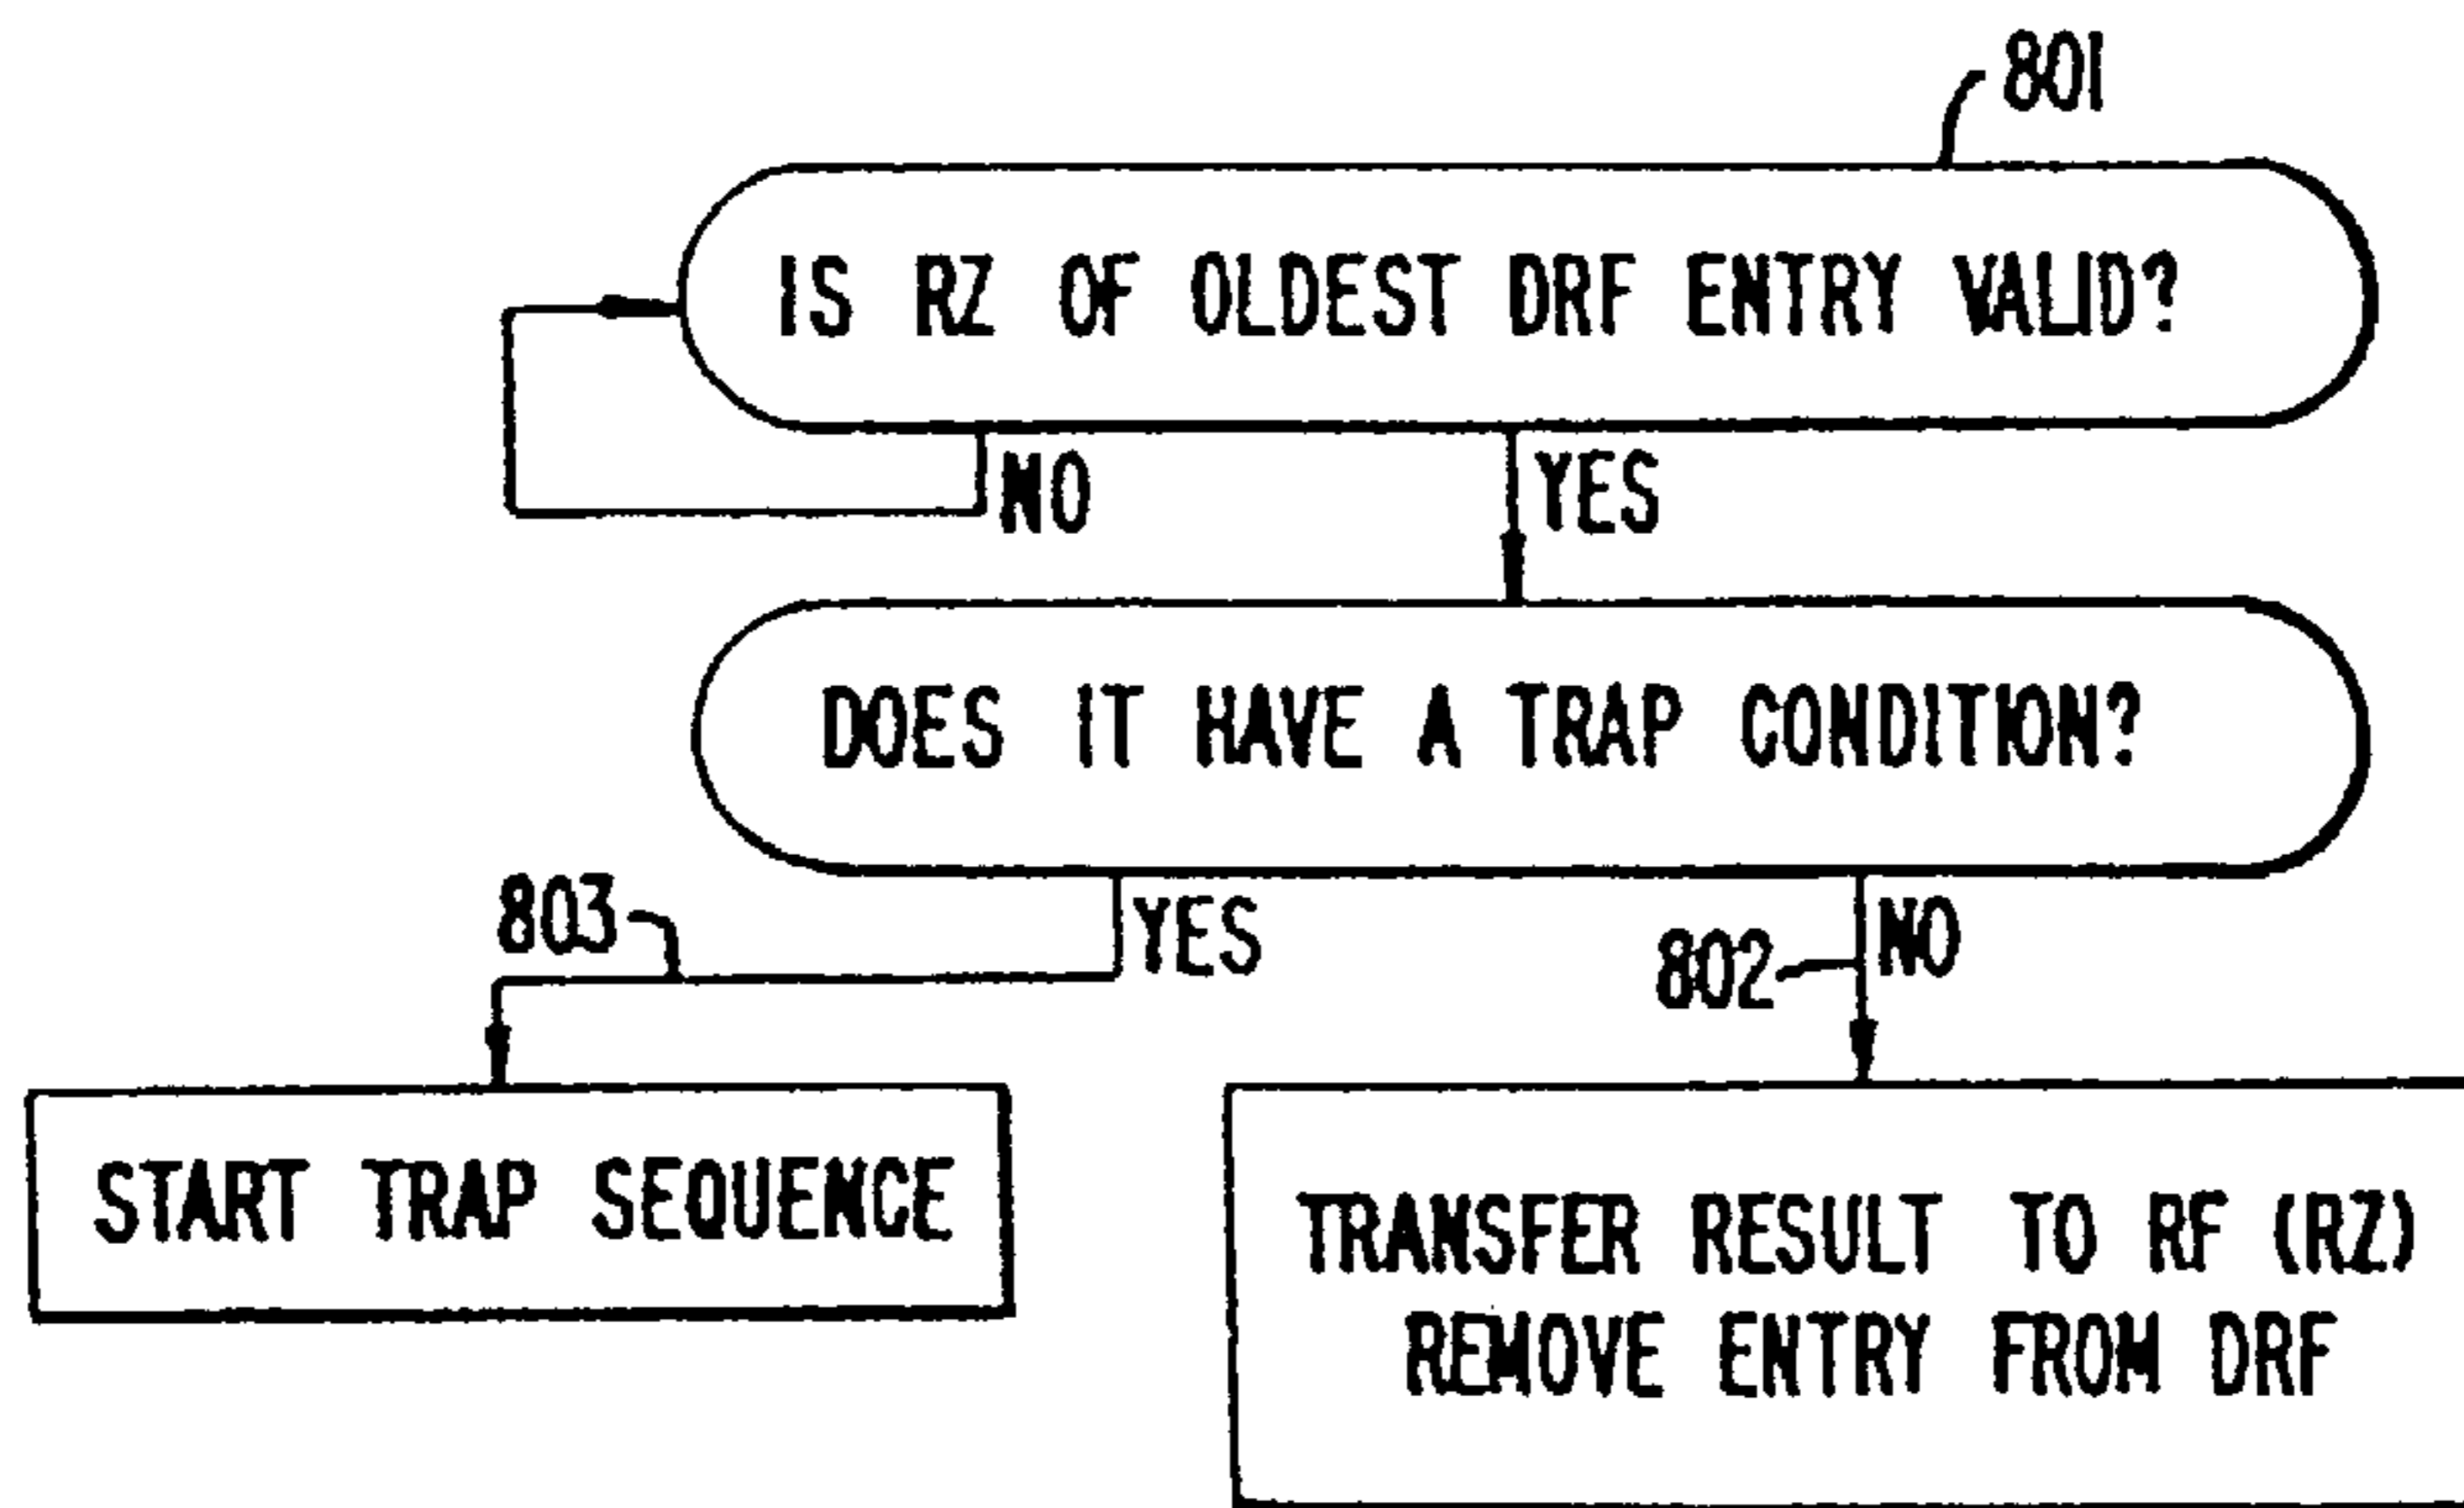 801
IS RZ OF OLDEST DRF ENTRY VALID?
NO
YES
DOES IT HAVE A TRAP CONDITION?
803
YES
802
NO
START TRAP SEQUENCE
TRANSFER RESULT TO RF (RZ)
REMOVE ENTRY FROM DRF